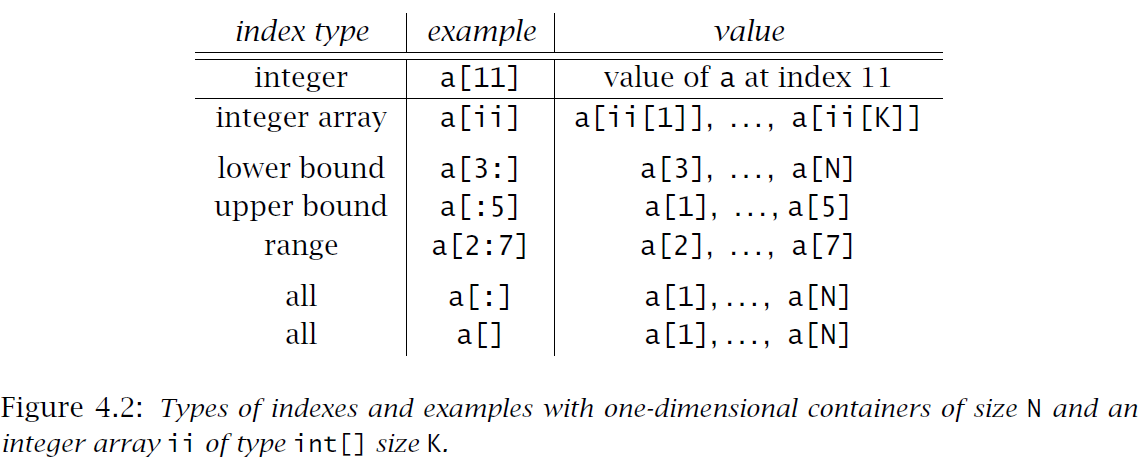 index type example value
integer a[11] value of a at index 11
integer array a[ii] a[ii[1]], ..., a[ii[K]]
lower bound a[3:] a[3], ..., a[N]
upper bound a[:5] a[1], ...,a[5]
range a[2:7] a[2], ..., a[7]
all a[:] a[1],..., a[N]
all a[] a[1],..., a[N]
Figure 4.2: Types of indexes and examples with one-dimensional containers of size N and an
integer array ii of type int[] size K.